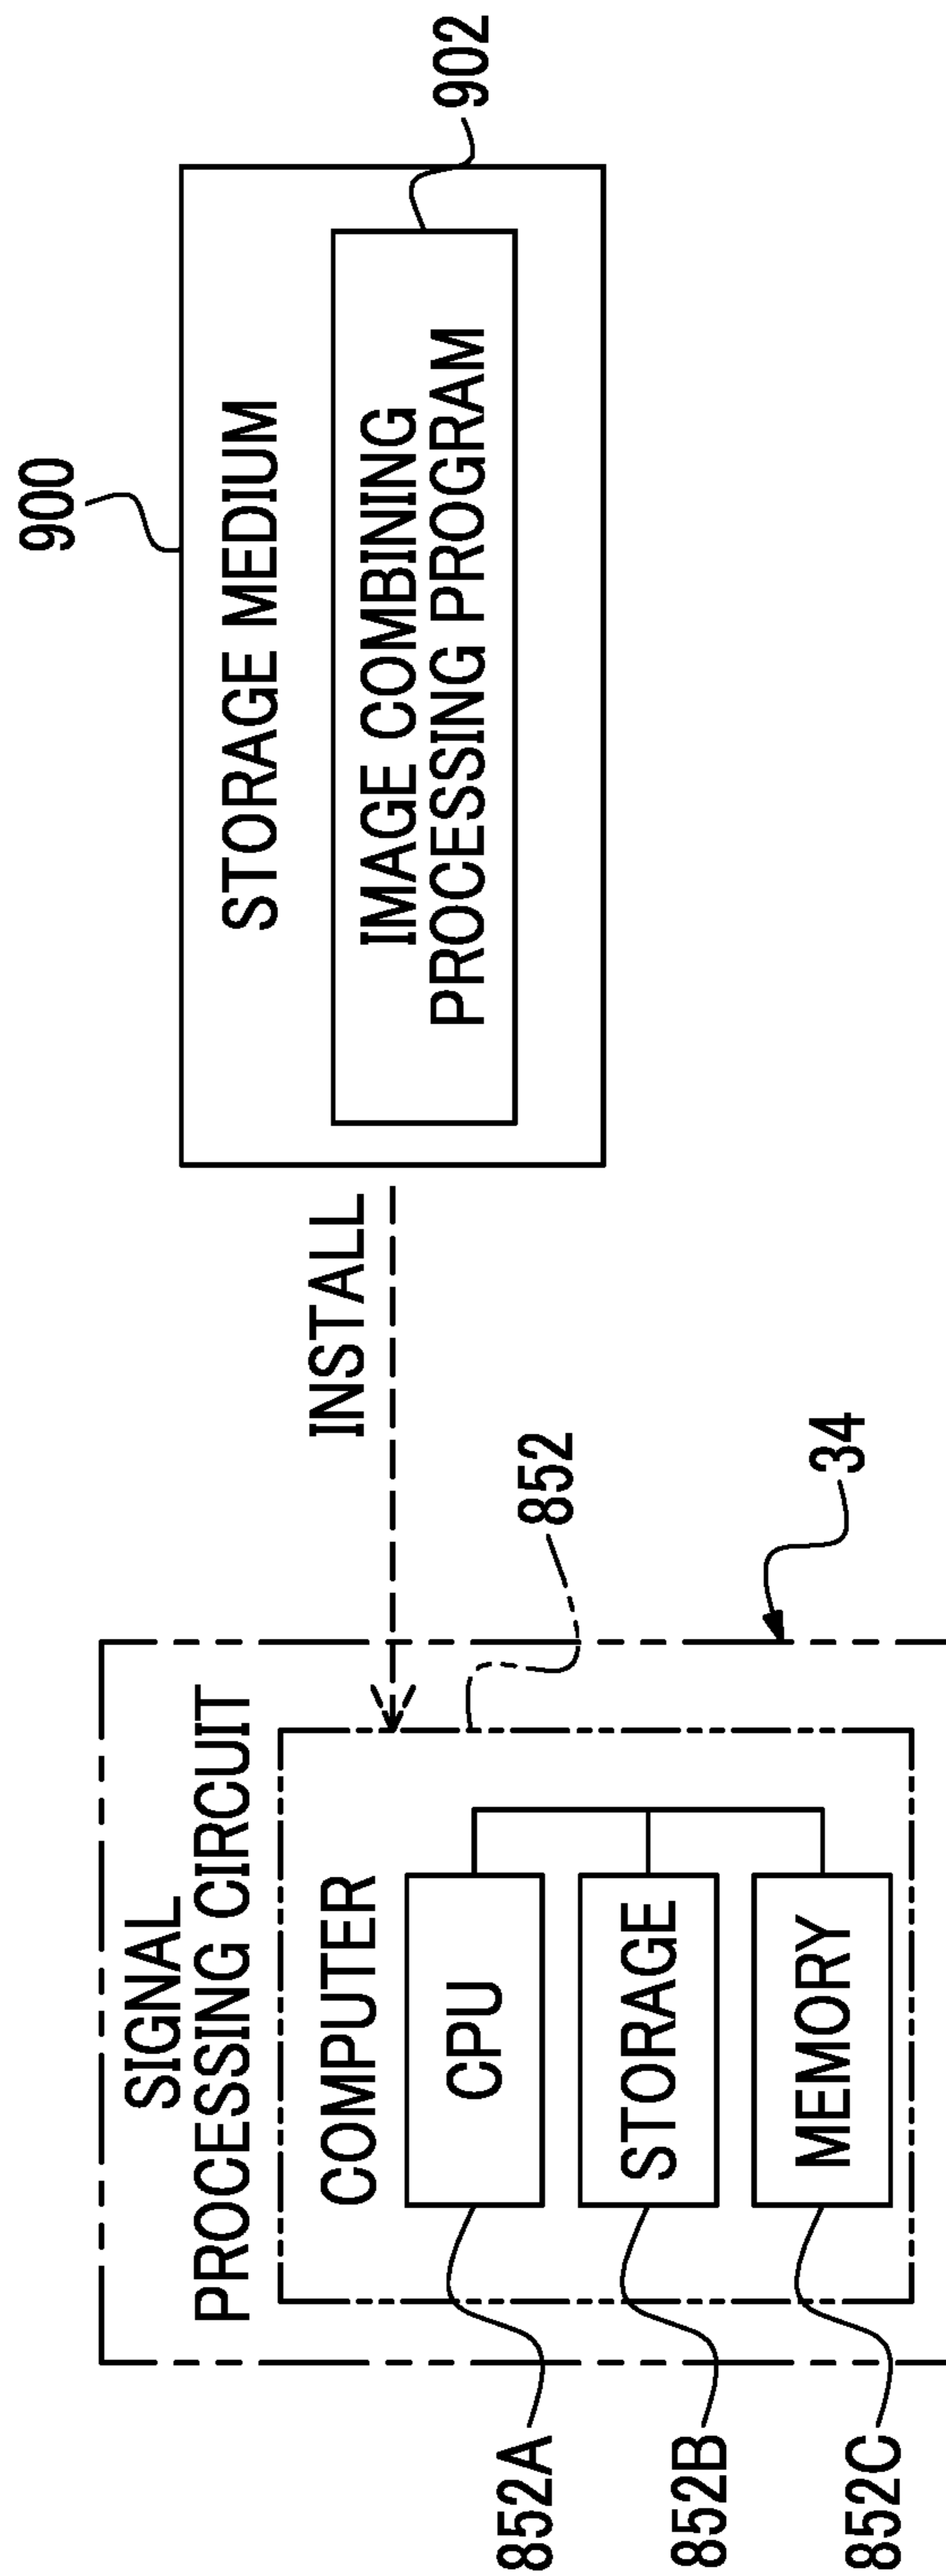 SIGNAL
PROCESSING CIRCUIT
34
COMPUTER
852
CPU
852A
STORAGE
852B
MEMORY
852C
INSTALL
900
STORAGE MEDIUM
IMAGE COMBINING
PROCESSING PROGRAM
902